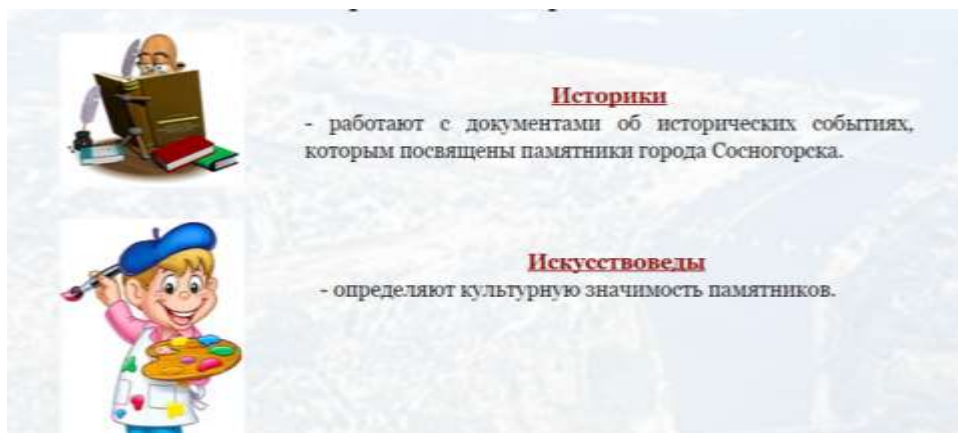 Историки
- работают с документами об исторических событиях,
которым посвящены памятники города Сосногорска.
Искусствоведы
- определяют культурную значимость памятников.